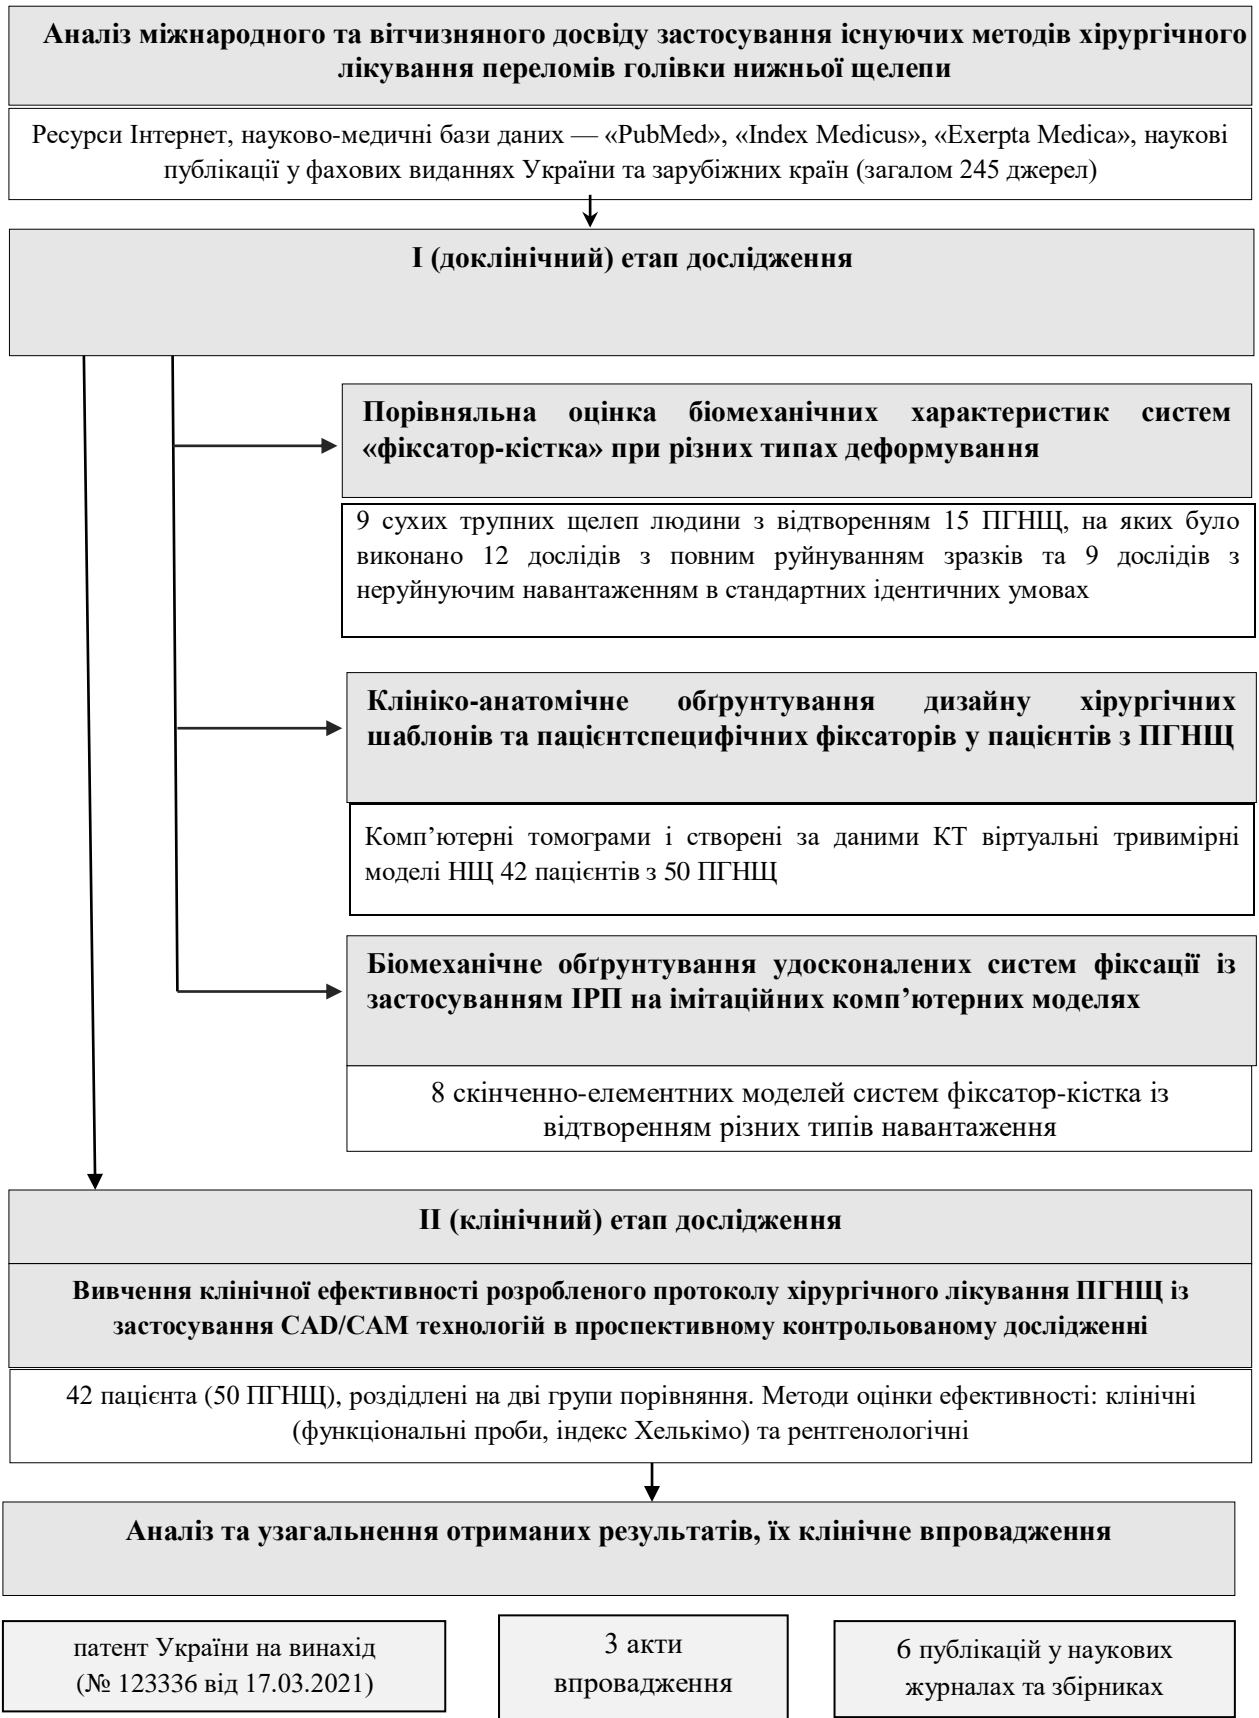 Аналіз міжнародного та вітчизняного досвіду застосування існуючих методів хірургічного
лікування переломів голівки нижньої щелепи
Ресурси Інтернет, науково-медичні бази даних — «PubMed», «Index Medicus», «Exerpta Medica», наукові
публікації у фахових виданнях України та зарубіжних країн (загалом 245 джерел)
І (доклінічний) етап дослідження
Порівняльна оцінка біомеханічних характеристик систем
«фіксатор-кістка» при різних типах деформування
9 сухих трупних щелеп людини з відтворенням 15 ПГНЩ, на яких було
виконано 12 дослідів з повним руйнуванням зразків та 9 дослідів з
неруйнуючим навантаженням в стандартних ідентичних умовах
Клініко-анатомічне обґрунтування дизайну хірургічних
шаблонів та пацієнтспецифічних фіксаторів у пацієнтів з ПГНЩ
Комп’ютерні томограми і створені за даними КТ віртуальні тривимірні
моделі НЩ 42 пацієнтів з 50 ПГНЩ
Біомеханічне обґрунтування удосконалених систем фіксації із
застосуванням ІРП на імітаційних комп’ютерних моделях
8 скінченно-елементних моделей систем фіксатор-кістка із
відтворенням різних типів навантаження
ІІ (клінічний) етап дослідження
Вивчення клінічної ефективності розробленого протоколу хірургічного лікування ПГНЩ із
застосування CAD/CAM технологій в проспективному контрольованому дослідженні
42 пацієнта (50 ПГНЩ), роздідлені на дві групи порівняння. Методи оцінки ефективності: клінічні
(функціональні проби, індекс Хелькімо) та рентгенологічні
Аналіз та узагальнення отриманих результатів, їх клінічне впровадження
патент України на винахід
(№ 123336 від 17.03.2021)
3 акти
впровадження
6 публікацій у наукових
журналах та збірниках